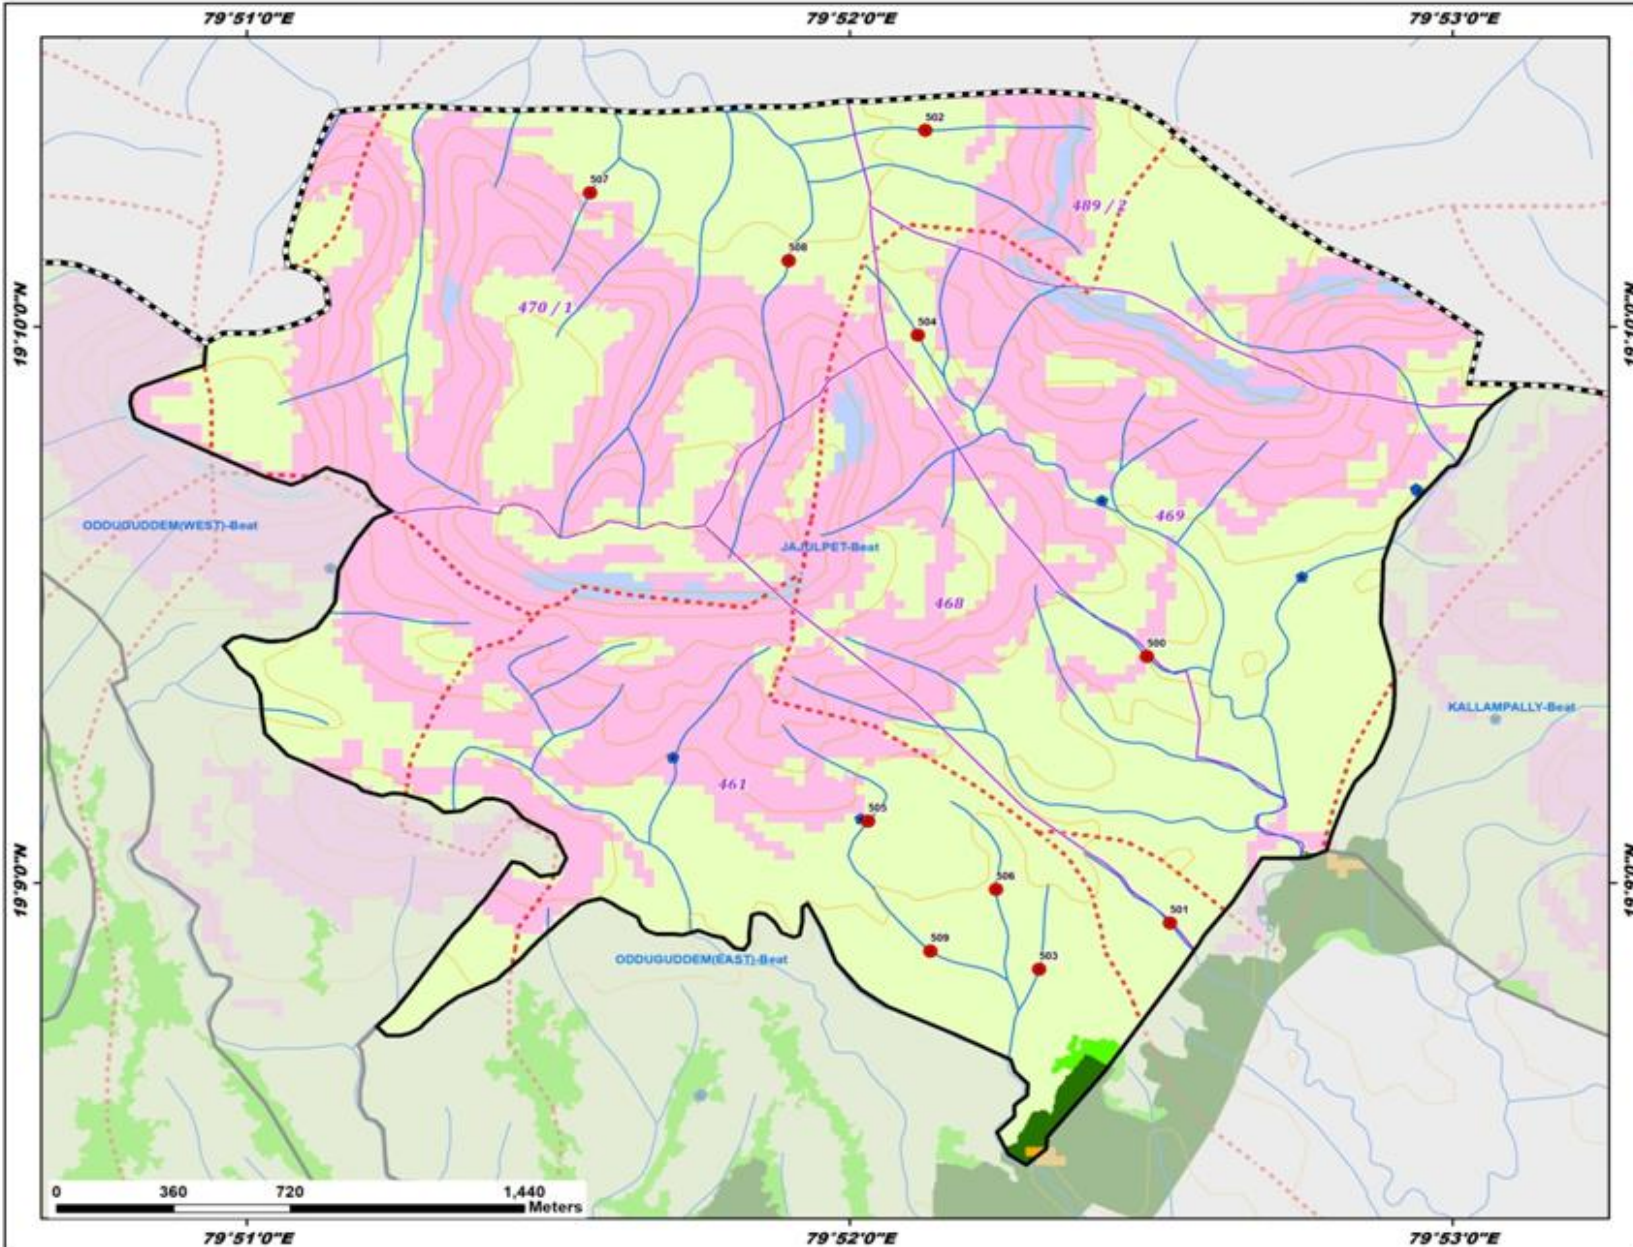 79°51'0"E 79°52'0"E 79°53'0"E
502
507
489 / 2
508
470 / 1
19°10'0"N 19°10'0"N
504
469
ODDUGUDDEM(WEST)-Beat
JAJULPET-Beat
468
500
KALLAMPALLY-Beat
461
505
506
19°9'0"N 19°9'0"N
501
509
ODDUGUDDEM(EAST)-Beat
503
0 360 720 1,440
Meters
79°51'0"E 79°52'0"E 79°53'0"E